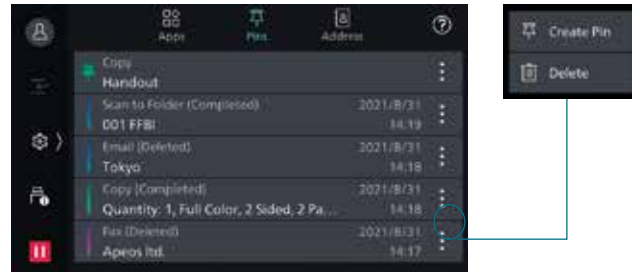 Apps
Pins
Address
Copy
Handout
Scan to Folder (Completed)
2021/8/31
001 FFBI
14:19
Email (Deleted)
2021/8/31
Tokyo
14:18
Copy (Completed)
2021/8/31
Quantity: 1, Full Color, 2 Sided, 2 Pa...
14:18
Fax (Deleted)
2021/8/31
Apeos ltd.
14:17
Create Pin
Delete